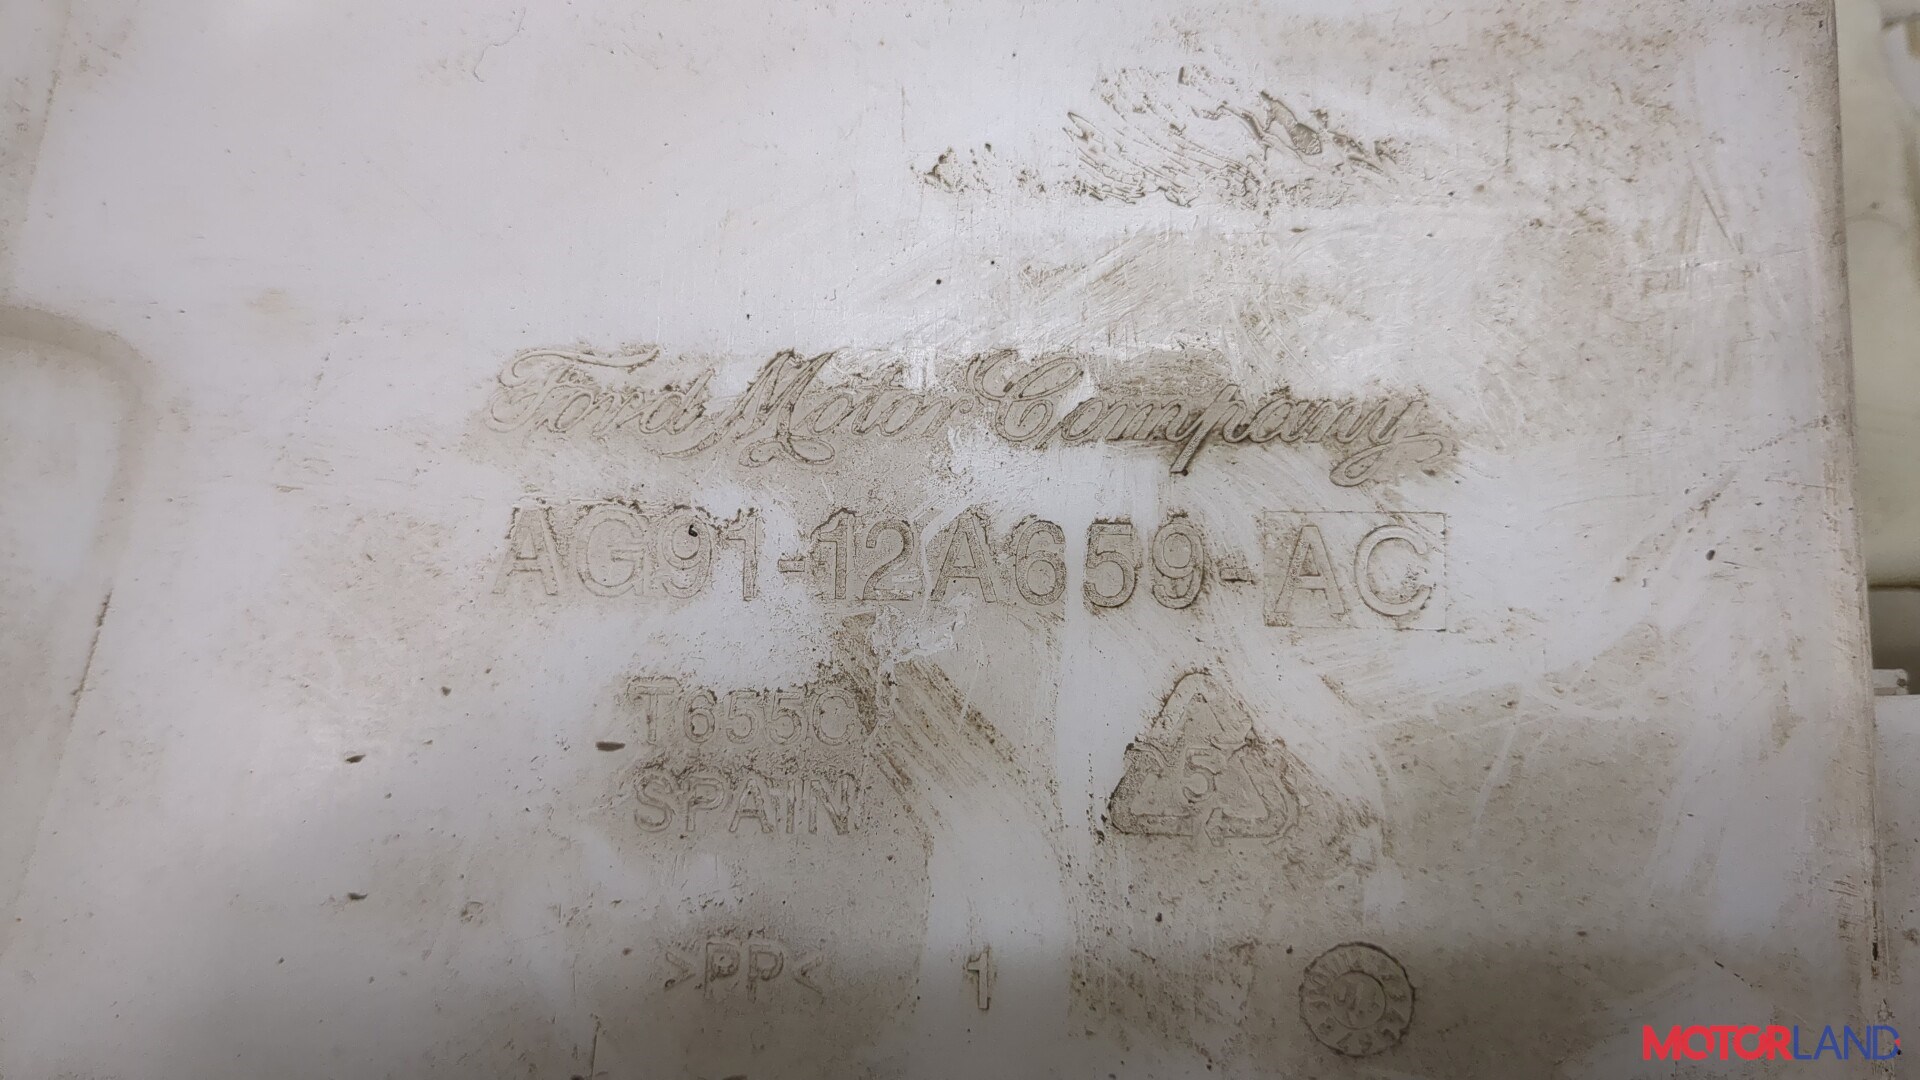 Ford Motor Company
AG91-12A659-AC
T655C
SPAIN
5
>PP<
1
MOTORLAND